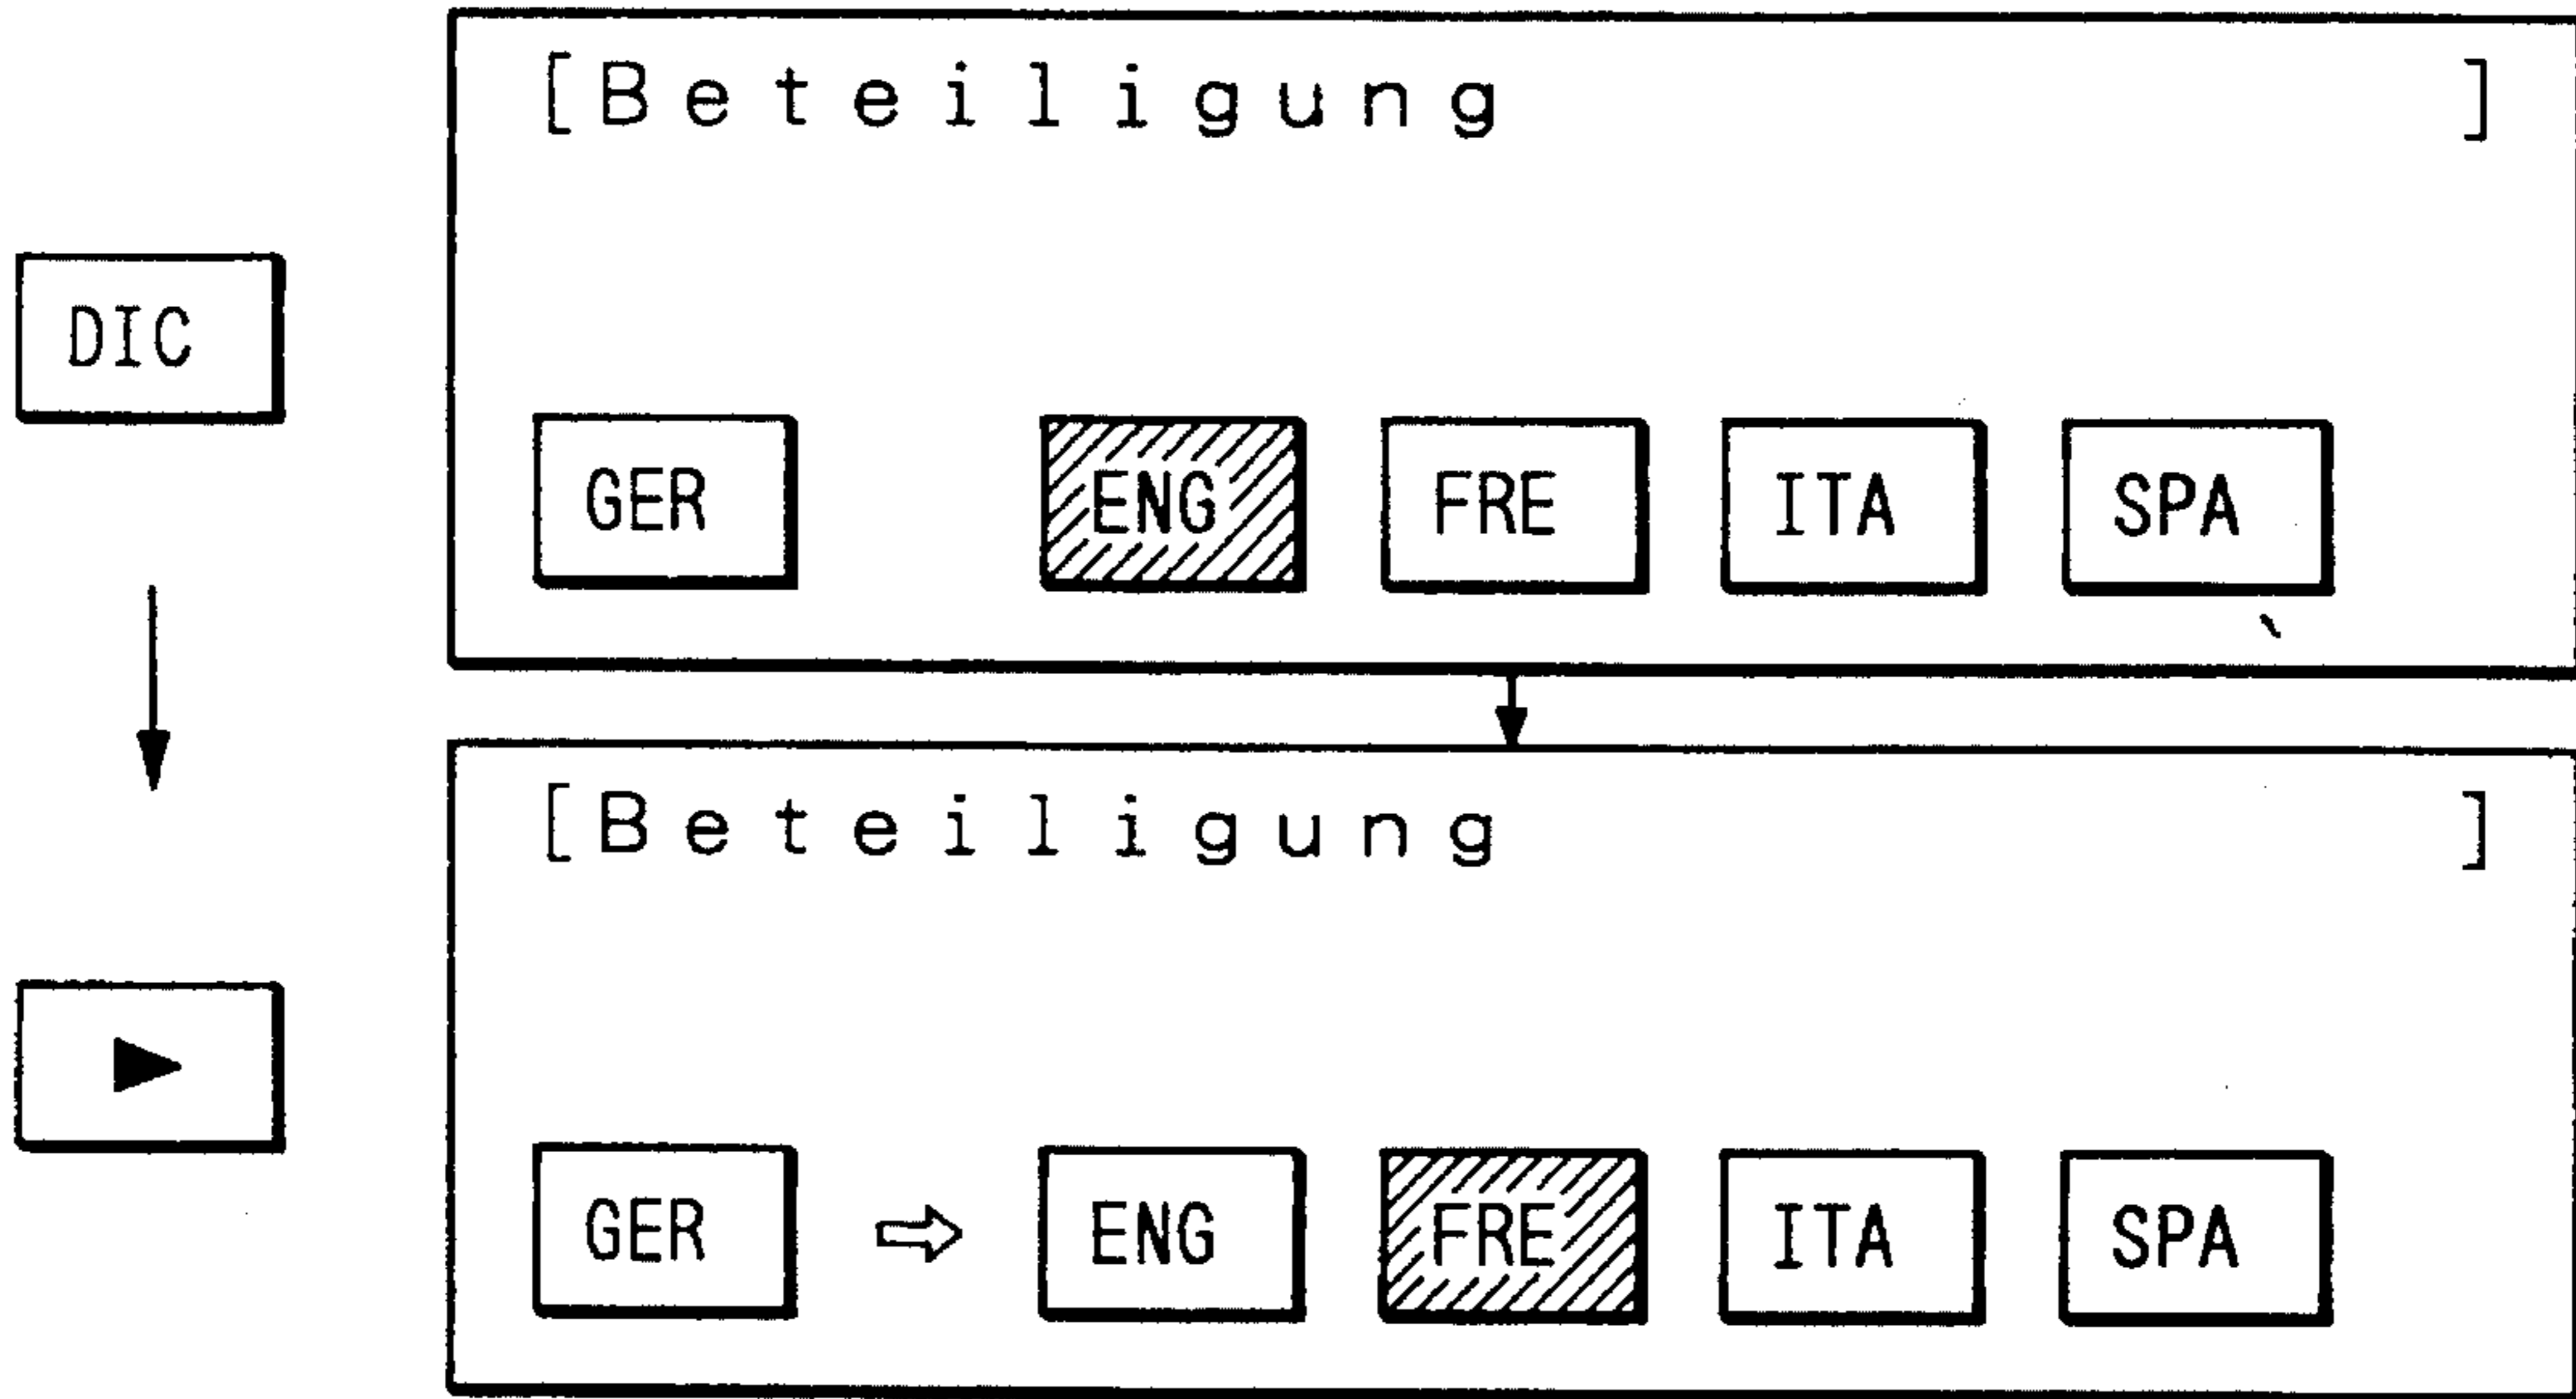 [Beteiligung ]
DIC
GER ENG FRE ITA SPA
[Beteiligung ]
▶
GER ⇨ ENG FRE ITA SPA